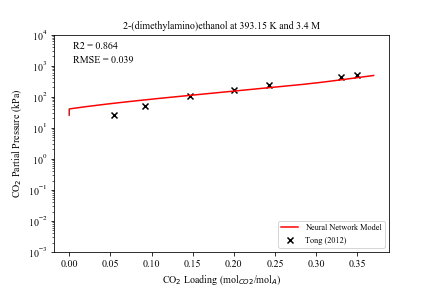 2-(dimethylamino)ethanol at 393.15 K and 3.4 M
R2 = 0.864
RMSE = 0.039
CO₂ Partial Pressure (kPa)
10⁴
10³
10²
10¹
10⁰
10⁻¹
10⁻²
10⁻³
Neural Network Model
Tong (2012)
0.00 0.05 0.10 0.15 0.20 0.25 0.30 0.35
CO₂ Loading (mol_CO2/mol_A)